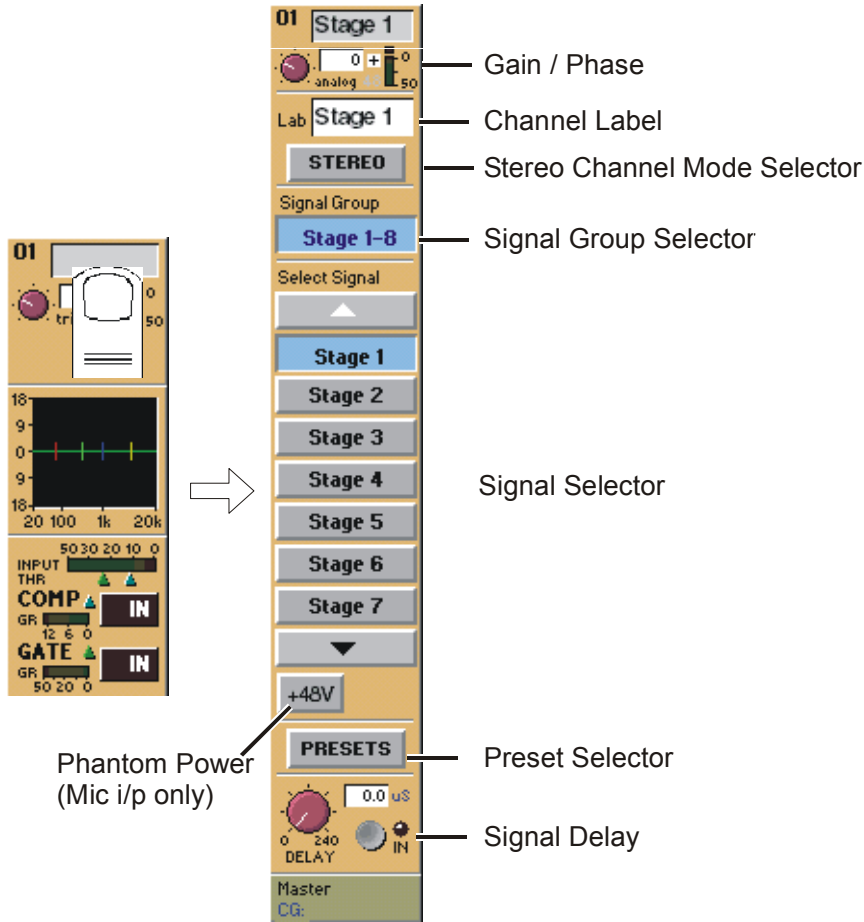 01
tri
0
50
18
9
0
9
18
20 100 1k 20k
50 30 20 10 0
INPUT
THR
COMP
IN
GR
12 6 0
GATE
IN
GR
50 20 0
01 Stage 1
0 + 0
analog 50
Lab Stage 1
STEREO
Signal Group
Stage 1-8
Select Signal
Stage 1
Stage 2
Stage 3
Stage 4
Stage 5
Stage 6
Stage 7
+48V
PRESETS
0.0 uS
0 240
DELAY
IN
Master
CG:
Gain / Phase
Channel Label
Stereo Channel Mode Selector
Signal Group Selector
Signal Selector
Phantom Power
(Mic i/p only)
Preset Selector
Signal Delay